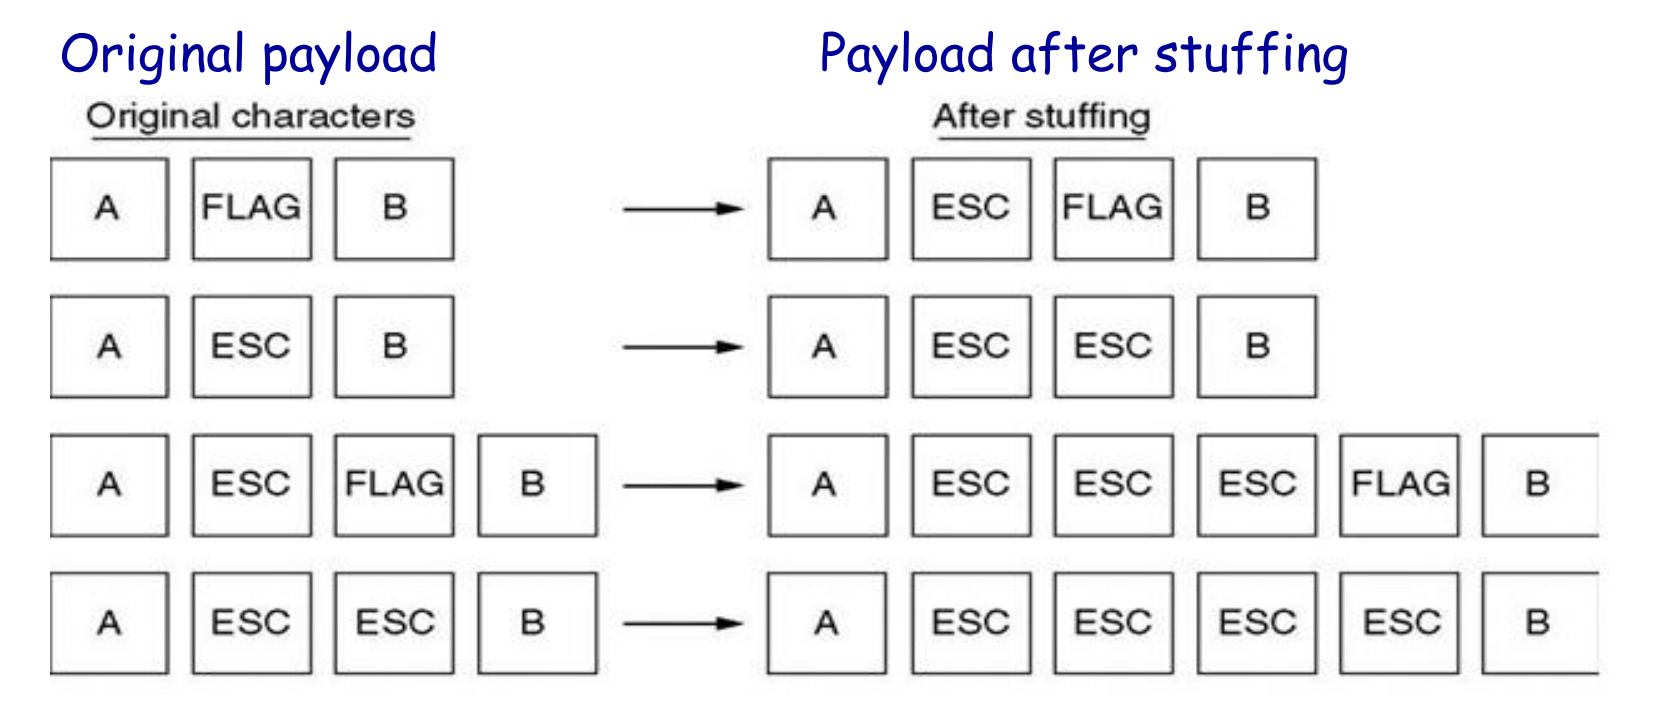 Original payload Payload after stuffing
Original characters After stuffing
A FLAG B A ESC FLAG B
A ESC B A ESC ESC B
A ESC FLAG B A ESC ESC ESC FLAG B
A ESC ESC B A ESC ESC ESC ESC B